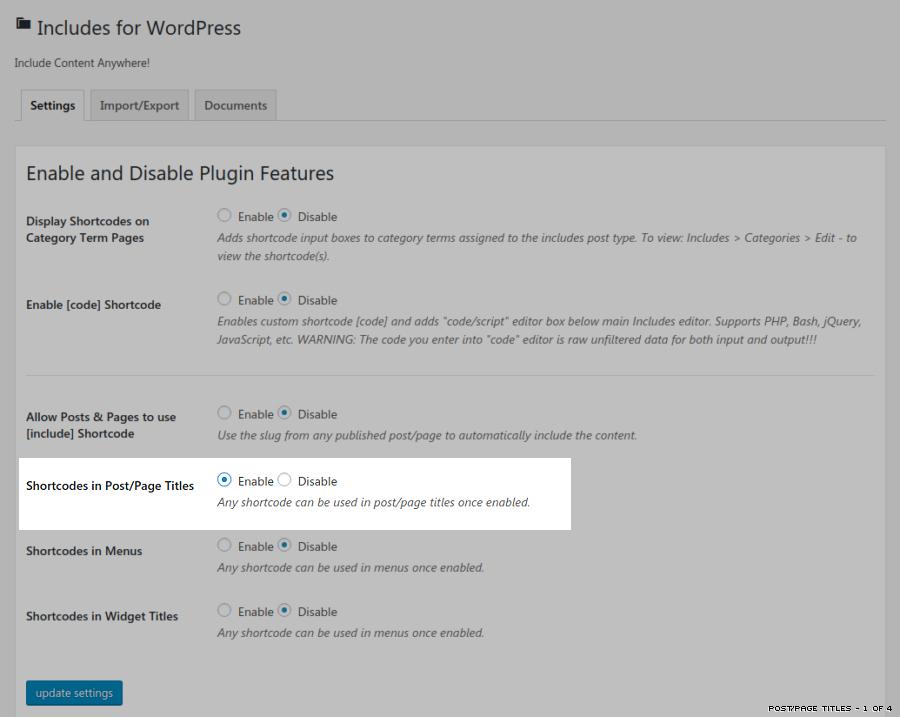 Includes for WordPress
Include Content Anywhere!
Settings Import/Export Documents
Enable and Disable Plugin Features
Display Shortcodes on
Category Term Pages
Enable Disable
Adds shortcode input boxes to category terms assigned to the includes post type. To view: Includes > Categories > Edit - to
view the shortcode(s).
Enable [code] Shortcode
Enable Disable
Enables custom shortcode [code] and adds "code/script" editor box below main Includes editor. Supports PHP, Bash, jQuery,
JavaScript, etc. WARNING: The code you enter into "code" editor is raw unfiltered data for both input and output!!!
Allow Posts & Pages to use
[include] Shortcode
Enable Disable
Use the slug from any published post/page to automatically include the content.
Shortcodes in Post/Page Titles
Enable Disable
Any shortcode can be used in post/page titles once enabled.
Shortcodes in Menus
Enable Disable
Any shortcode can be used in menus once enabled.
Shortcodes in Widget Titles
Enable Disable
Any shortcode can be used in menus once enabled.
update settings
POST/PAGE TITLES - 1 OF 4